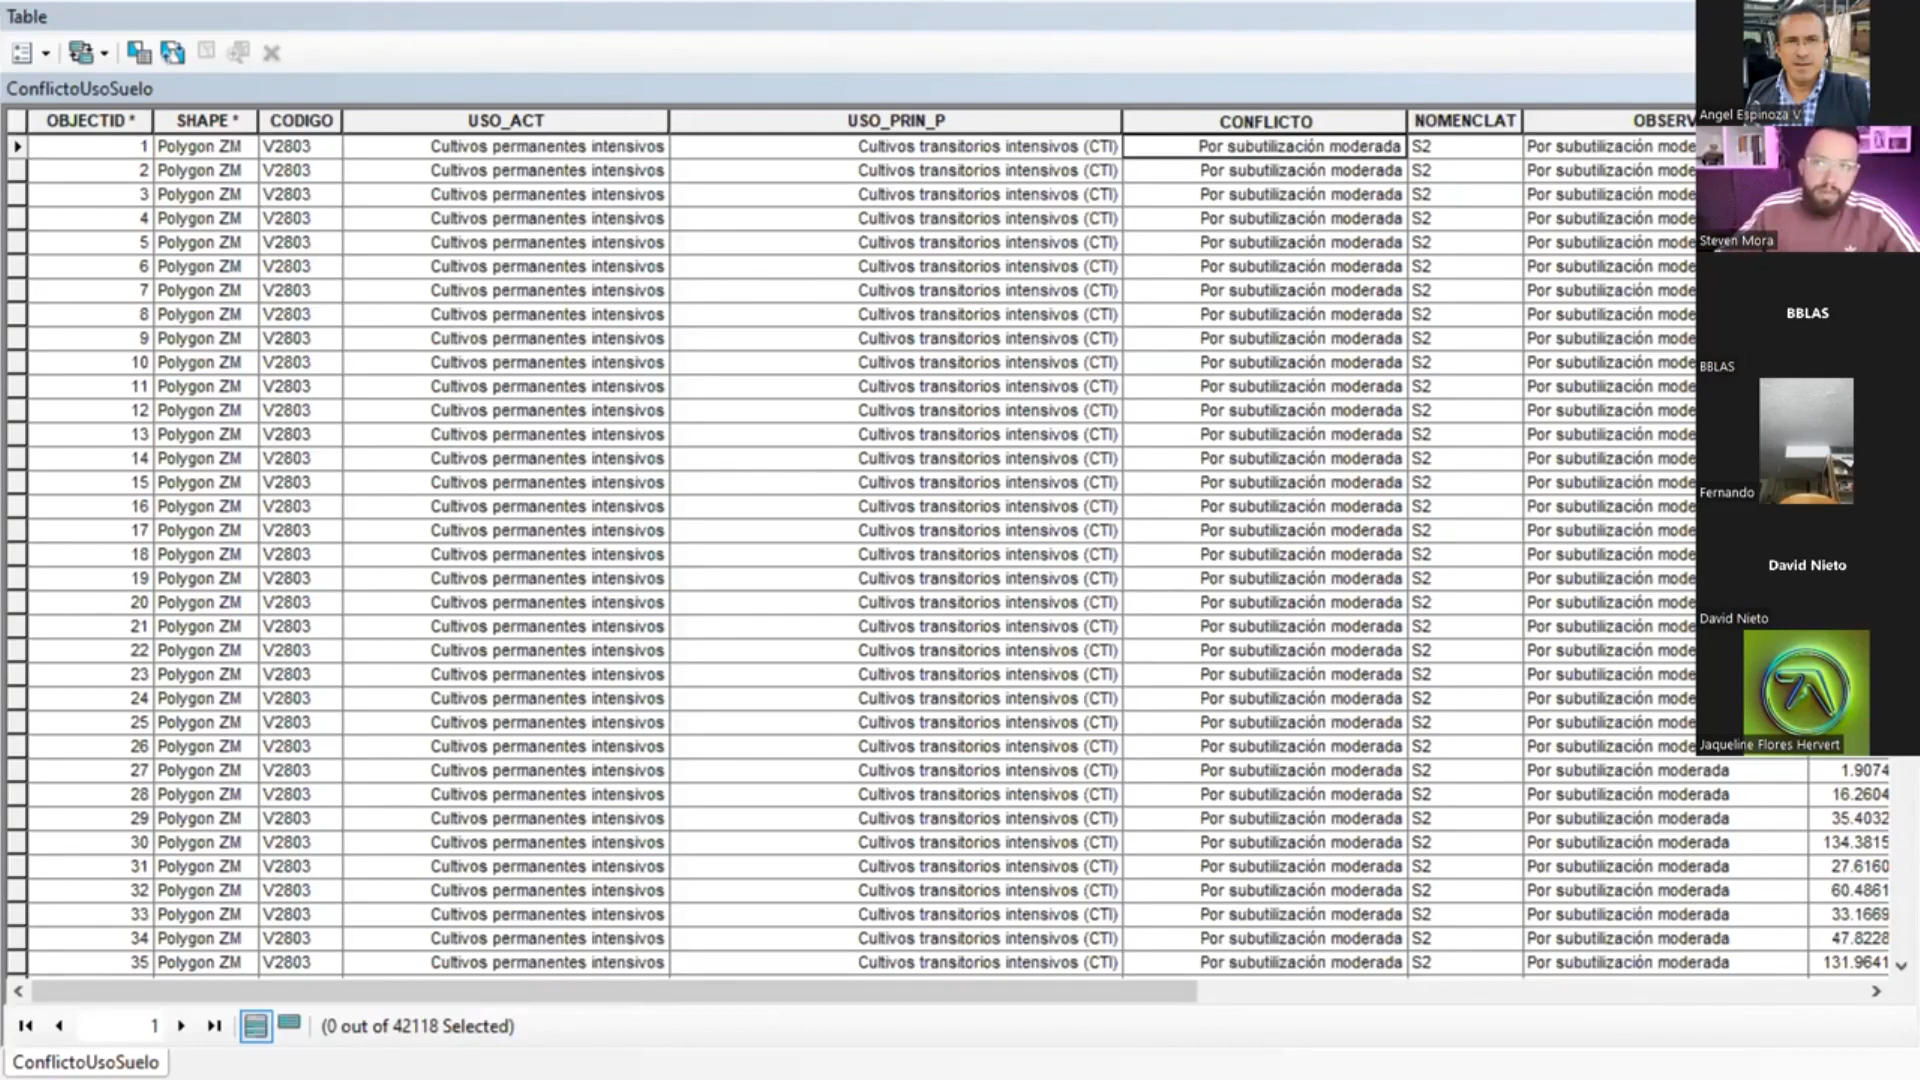 Table
ConflictoUsoSuelo
OBJECTID * SHAPE * CODIGO USO_ACT USO_PRIN_P CONFLICTO NOMENCLAT OBSERV
1 Polygon ZM V2803 Cultivos permanentes intensivos Cultivos transitorios intensivos (CTI) Por subutilización moderada S2 Por subutilización mode
2 Polygon ZM V2803 Cultivos permanentes intensivos Cultivos transitorios intensivos (CTI) Por subutilización moderada S2 Por subutilización mode
3 Polygon ZM V2803 Cultivos permanentes intensivos Cultivos transitorios intensivos (CTI) Por subutilización moderada S2 Por subutilización mode
4 Polygon ZM V2803 Cultivos permanentes intensivos Cultivos transitorios intensivos (CTI) Por subutilización moderada S2 Por subutilización mode
5 Polygon ZM V2803 Cultivos permanentes intensivos Cultivos transitorios intensivos (CTI) Por subutilización moderada S2 Por subutilización mode
6 Polygon ZM V2803 Cultivos permanentes intensivos Cultivos transitorios intensivos (CTI) Por subutilización moderada S2 Por subutilización mode
7 Polygon ZM V2803 Cultivos permanentes intensivos Cultivos transitorios intensivos (CTI) Por subutilización moderada S2 Por subutilización mode
8 Polygon ZM V2803 Cultivos permanentes intensivos Cultivos transitorios intensivos (CTI) Por subutilización moderada S2 Por subutilización mode
9 Polygon ZM V2803 Cultivos permanentes intensivos Cultivos transitorios intensivos (CTI) Por subutilización moderada S2 Por subutilización mode
10 Polygon ZM V2803 Cultivos permanentes intensivos Cultivos transitorios intensivos (CTI) Por subutilización moderada S2 Por subutilización mode
11 Polygon ZM V2803 Cultivos permanentes intensivos Cultivos transitorios intensivos (CTI) Por subutilización moderada S2 Por subutilización mode
12 Polygon ZM V2803 Cultivos permanentes intensivos Cultivos transitorios intensivos (CTI) Por subutilización moderada S2 Por subutilización mode
13 Polygon ZM V2803 Cultivos permanentes intensivos Cultivos transitorios intensivos (CTI) Por subutilización moderada S2 Por subutilización mode
14 Polygon ZM V2803 Cultivos permanentes intensivos Cultivos transitorios intensivos (CTI) Por subutilización moderada S2 Por subutilización mode
15 Polygon ZM V2803 Cultivos permanentes intensivos Cultivos transitorios intensivos (CTI) Por subutilización moderada S2 Por subutilización mode
16 Polygon ZM V2803 Cultivos permanentes intensivos Cultivos transitorios intensivos (CTI) Por subutilización moderada S2 Por subutilización mode
17 Polygon ZM V2803 Cultivos permanentes intensivos Cultivos transitorios intensivos (CTI) Por subutilización moderada S2 Por subutilización mode
18 Polygon ZM V2803 Cultivos permanentes intensivos Cultivos transitorios intensivos (CTI) Por subutilización moderada S2 Por subutilización mode
19 Polygon ZM V2803 Cultivos permanentes intensivos Cultivos transitorios intensivos (CTI) Por subutilización moderada S2 Por subutilización mode
20 Polygon ZM V2803 Cultivos permanentes intensivos Cultivos transitorios intensivos (CTI) Por subutilización moderada S2 Por subutilización mode
21 Polygon ZM V2803 Cultivos permanentes intensivos Cultivos transitorios intensivos (CTI) Por subutilización moderada S2 Por subutilización mode
22 Polygon ZM V2803 Cultivos permanentes intensivos Cultivos transitorios intensivos (CTI) Por subutilización moderada S2 Por subutilización mode
23 Polygon ZM V2803 Cultivos permanentes intensivos Cultivos transitorios intensivos (CTI) Por subutilización moderada S2 Por subutilización mode
24 Polygon ZM V2803 Cultivos permanentes intensivos Cultivos transitorios intensivos (CTI) Por subutilización moderada S2 Por subutilización mode
25 Polygon ZM V2803 Cultivos permanentes intensivos Cultivos transitorios intensivos (CTI) Por subutilización moderada S2 Por subutilización mode
26 Polygon ZM V2803 Cultivos permanentes intensivos Cultivos transitorios intensivos (CTI) Por subutilización moderada S2 Por subutilización mode
27 Polygon ZM V2803 Cultivos permanentes intensivos Cultivos transitorios intensivos (CTI) Por subutilización moderada S2 Por subutilización moderada 1.9074
28 Polygon ZM V2803 Cultivos permanentes intensivos Cultivos transitorios intensivos (CTI) Por subutilización moderada S2 Por subutilización moderada 16.2604
29 Polygon ZM V2803 Cultivos permanentes intensivos Cultivos transitorios intensivos (CTI) Por subutilización moderada S2 Por subutilización moderada 35.4032
30 Polygon ZM V2803 Cultivos permanentes intensivos Cultivos transitorios intensivos (CTI) Por subutilización moderada S2 Por subutilización moderada 134.3815
31 Polygon ZM V2803 Cultivos permanentes intensivos Cultivos transitorios intensivos (CTI) Por subutilización moderada S2 Por subutilización moderada 27.6160
32 Polygon ZM V2803 Cultivos permanentes intensivos Cultivos transitorios intensivos (CTI) Por subutilización moderada S2 Por subutilización moderada 60.4861
33 Polygon ZM V2803 Cultivos permanentes intensivos Cultivos transitorios intensivos (CTI) Por subutilización moderada S2 Por subutilización moderada 33.1669
34 Polygon ZM V2803 Cultivos permanentes intensivos Cultivos transitorios intensivos (CTI) Por subutilización moderada S2 Por subutilización moderada 47.8228
35 Polygon ZM V2803 Cultivos permanentes intensivos Cultivos transitorios intensivos (CTI) Por subutilización moderada S2 Por subutilización moderada 131.9641
1 (0 out of 42118 Selected)
ConflictoUsoSuelo
Angel Espinoza V
Steven Mora
BBLAS
BBLAS
Fernando
David Nieto
David Nieto
Jaqueline Flores Hervert